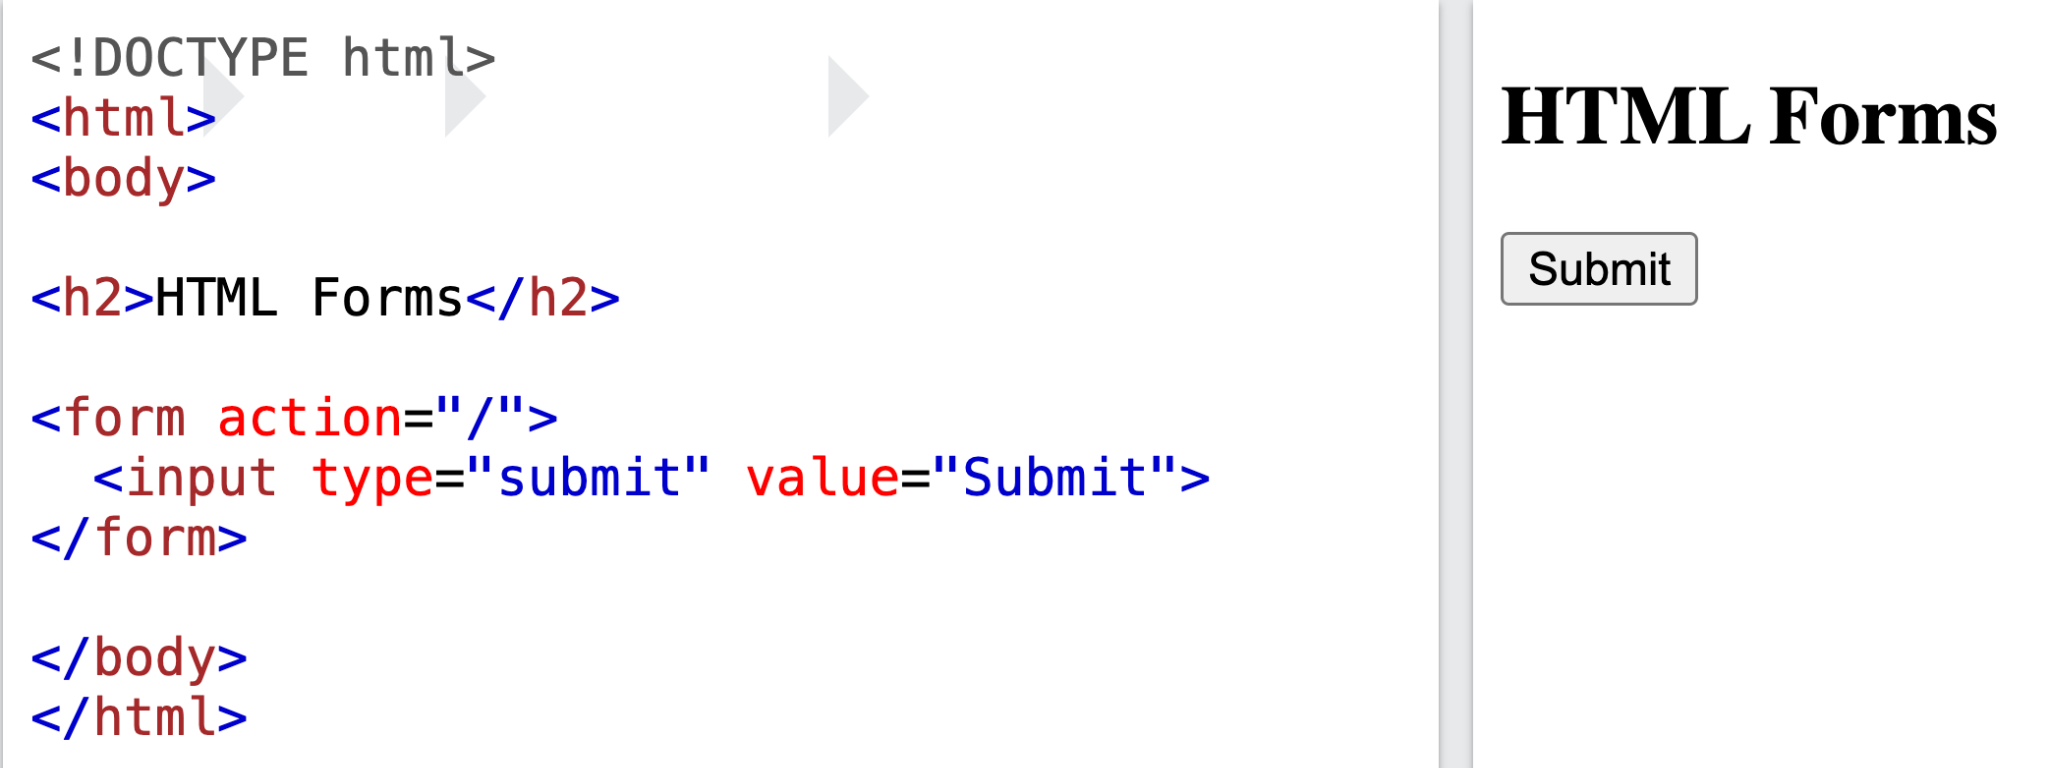 <!DOCTYPE html>
<html>
<body>
<h2>HTML Forms</h2>
<form action="/">
  <input type="submit" value="Submit">
</form>
</body>
</html>
HTML Forms
Submit